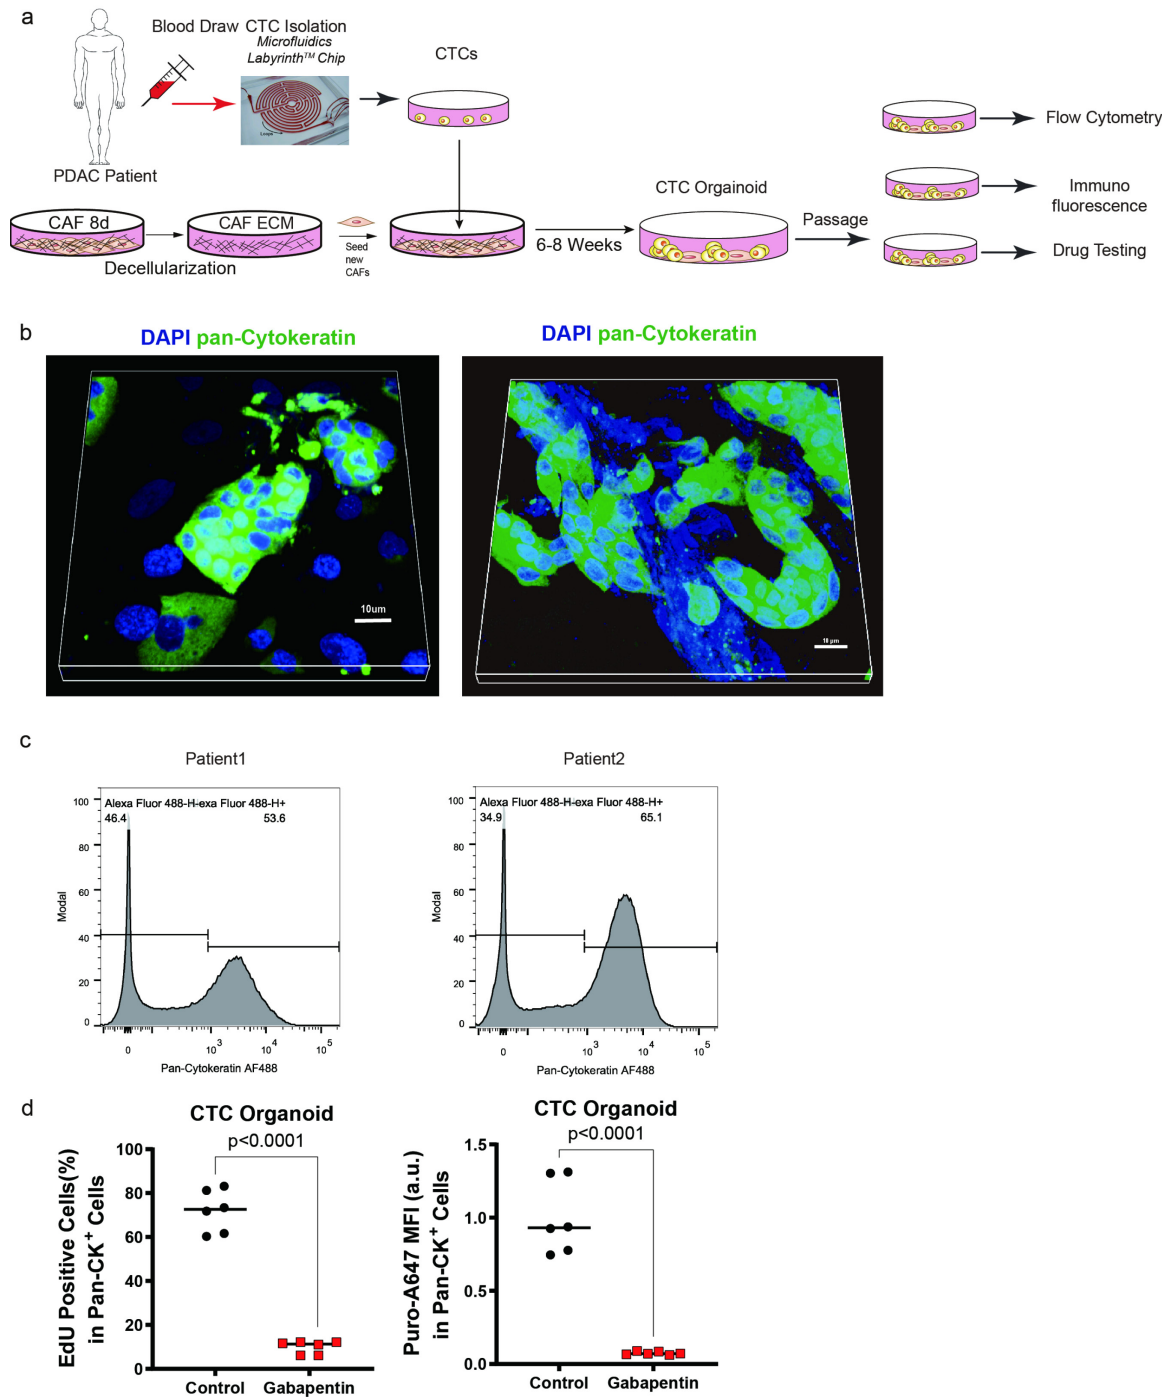 a
Blood Draw CTC Isolation
Microfluidics
Labyrinth™ Chip
Loops
CTCs
PDAC Patient
CAF 8d
CAF ECM
Decellularization
Seed
new
CAFs
6-8 Weeks
CTC Orgainoid
Passage
Flow Cytometry
Immuno
fluorescence
Drug Testing
b
DAPI pan-Cytokeratin
10um
DAPI pan-Cytokeratin
10 µm
c
Patient1
Alexa Fluor 488-H-exa Fluor 488-H+
46.4 53.6
100
80
60
40
20
0
Modal
0 10³ 10⁴ 10⁵
Pan-Cytokeratin AF488
Patient2
Alexa Fluor 488-H-exa Fluor 488-H+
34.9 65.1
100
80
60
40
20
0
Modal
0 10³ 10⁴ 10⁵
Pan-Cytokeratin AF488
d
CTC Organoid
p<0.0001
EdU Positive Cells(%)
in Pan-CK⁺ Cells
100
80
60
40
20
0
Control Gabapentin
CTC Organoid
p<0.0001
Puro-A647 MFI (a.u.)
in Pan-CK⁺ Cells
1.5
1.0
0.5
0.0
Control Gabapentin